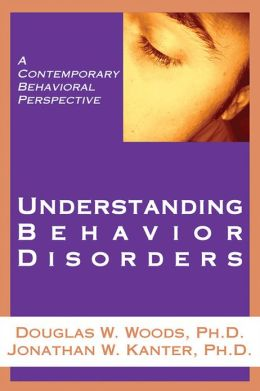 A
CONTEMPORARY
BEHAVIORAL
PERSPECTIVE
UNDERSTANDING
BEHAVIOR
DISORDERS
DOUGLAS W. WOODS, PH.D.
JONATHAN W. KANTER, PH.D.